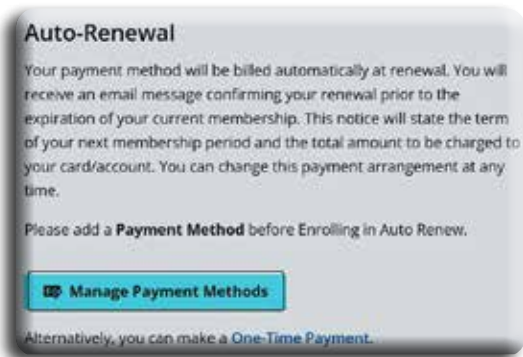 Auto-Renewal
Your payment method will be billed automatically at renewal. You will
receive an email message confirming your renewal prior to the
expiration of your current membership. This notice will state the term
of your next membership period and the total amount to be charged to
your card/account. You can change this payment arrangement at any
time.
Please add a Payment Method before Enrolling in Auto Renew.
Manage Payment Methods
Alternatively, you can make a One-Time Payment.